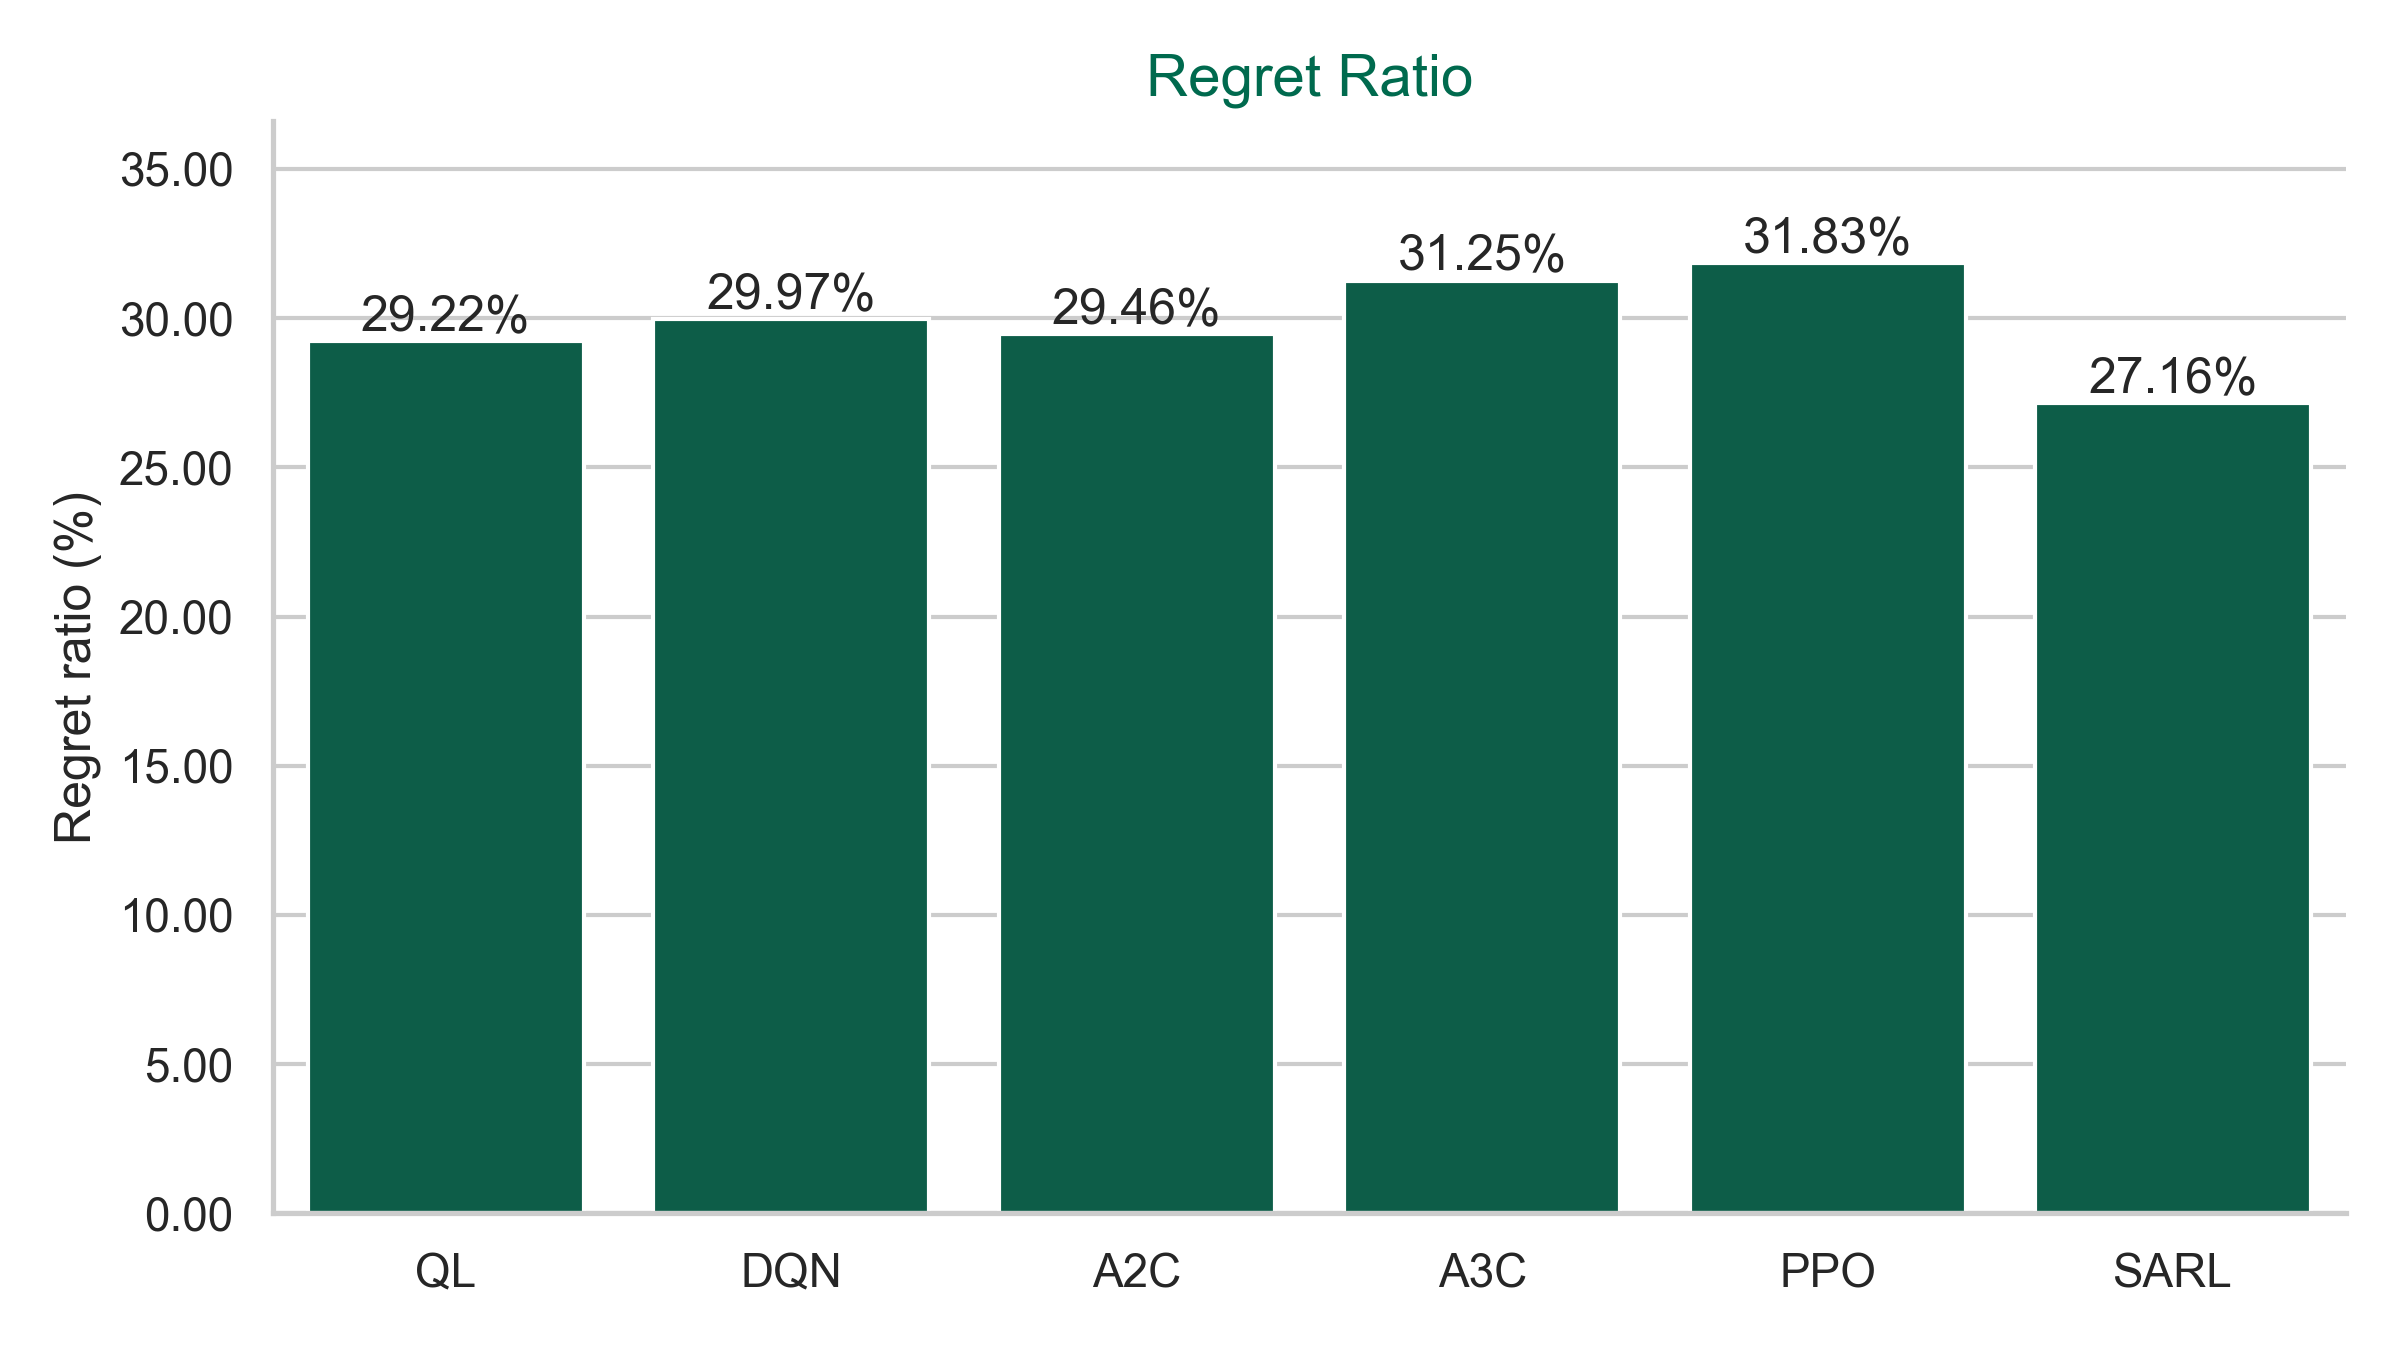 Regret Ratio
Regret ratio (%)
35.00
30.00
25.00
20.00
15.00
10.00
5.00
0.00
29.22%
29.97%
29.46%
31.25%
31.83%
27.16%
QL
DQN
A2C
A3C
PPO
SARL